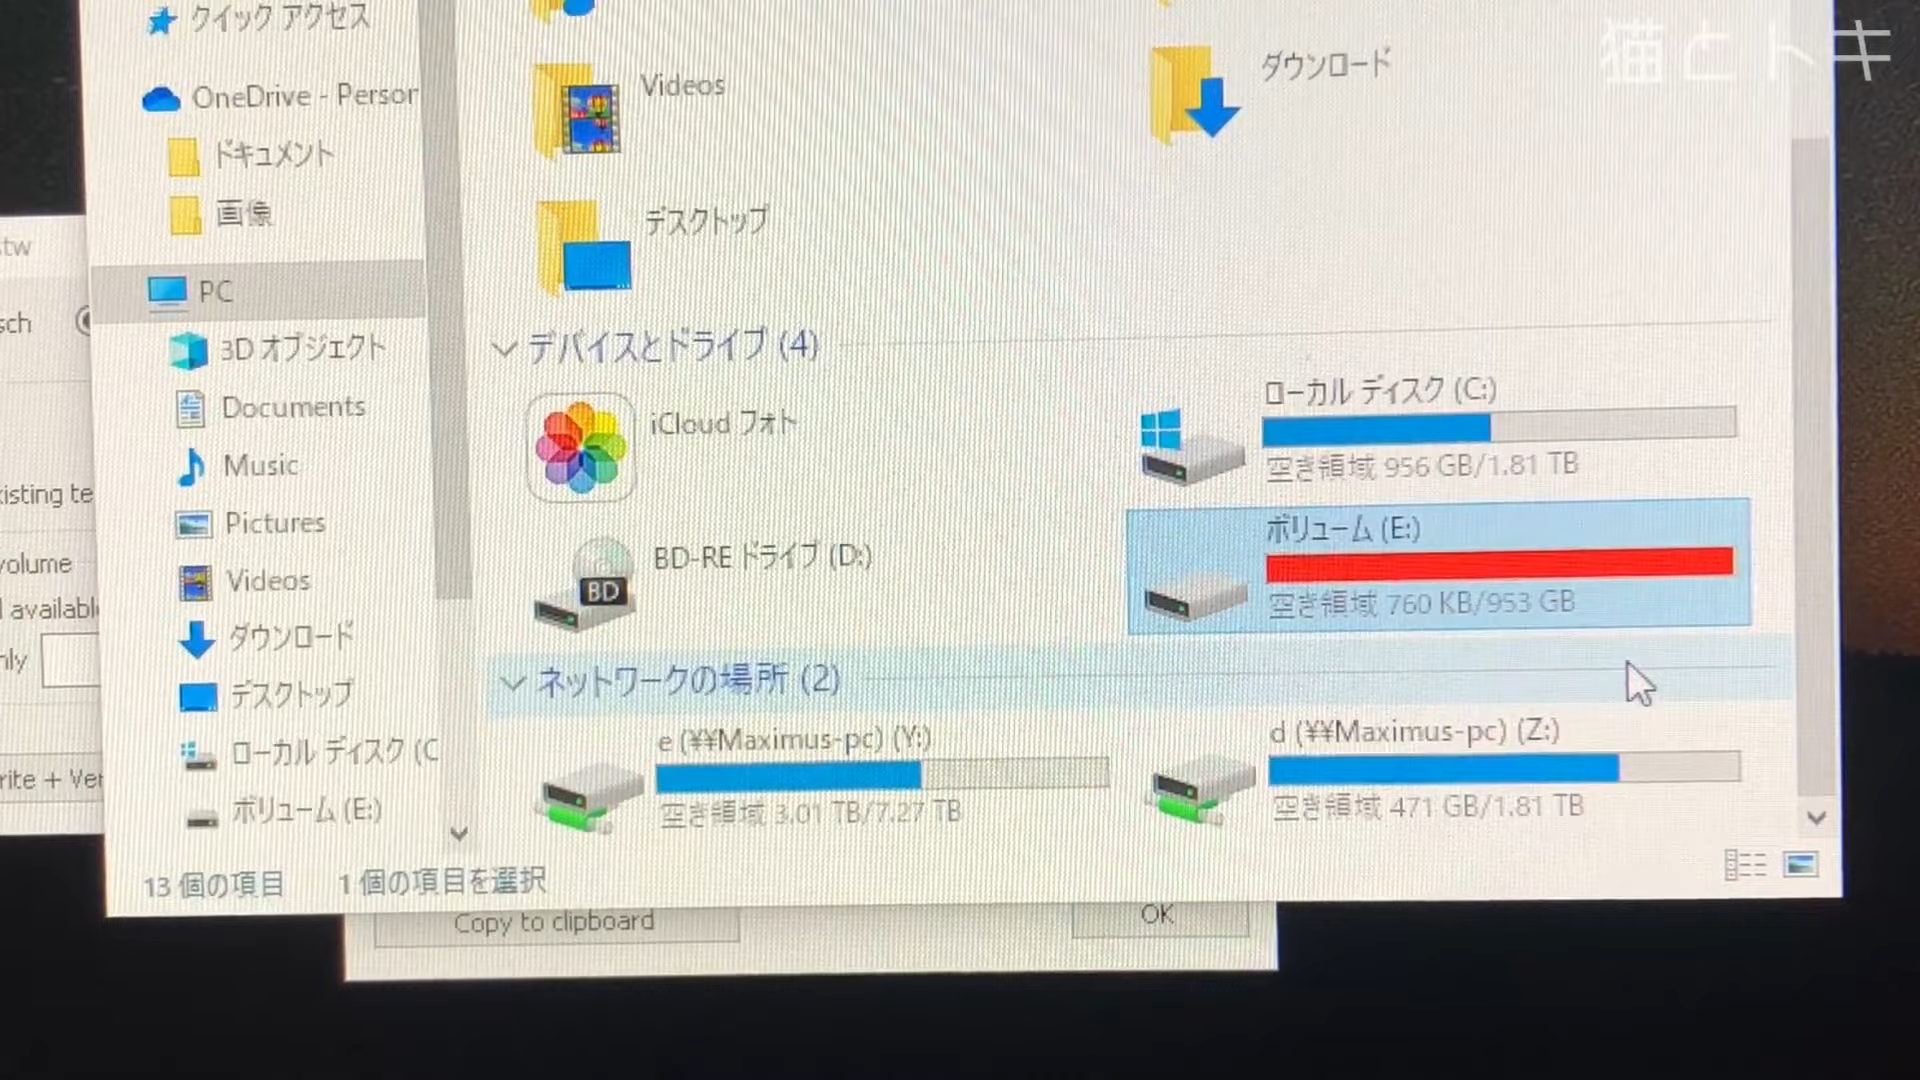 猫とトキ
クイック アクセス
OneDrive - Person
ドキュメント
画像
PC
3D オブジェクト
Documents
Music
Pictures
Videos
ダウンロード
デスクトップ
ローカル ディスク (C
ボリューム (E:)
Videos
ダウンロード
デスクトップ
デバイスとドライブ (4)
iCloud フォト
ローカル ディスク (C:)
空き領域 956 GB/1.81 TB
BD-RE ドライブ (D:)
BD
ボリューム (E:)
空き領域 760 KB/953 GB
ネットワークの場所 (2)
e (¥¥Maximus-pc) (Y:)
空き領域 3.01 TB/7.27 TB
d (¥¥Maximus-pc) (Z:)
空き領域 471 GB/1.81 TB
13 個の項目 1 個の項目を選択
Copy to clipboard
OK
tw
sch
xisting te
volume
l availabl
nly
rite + Ver